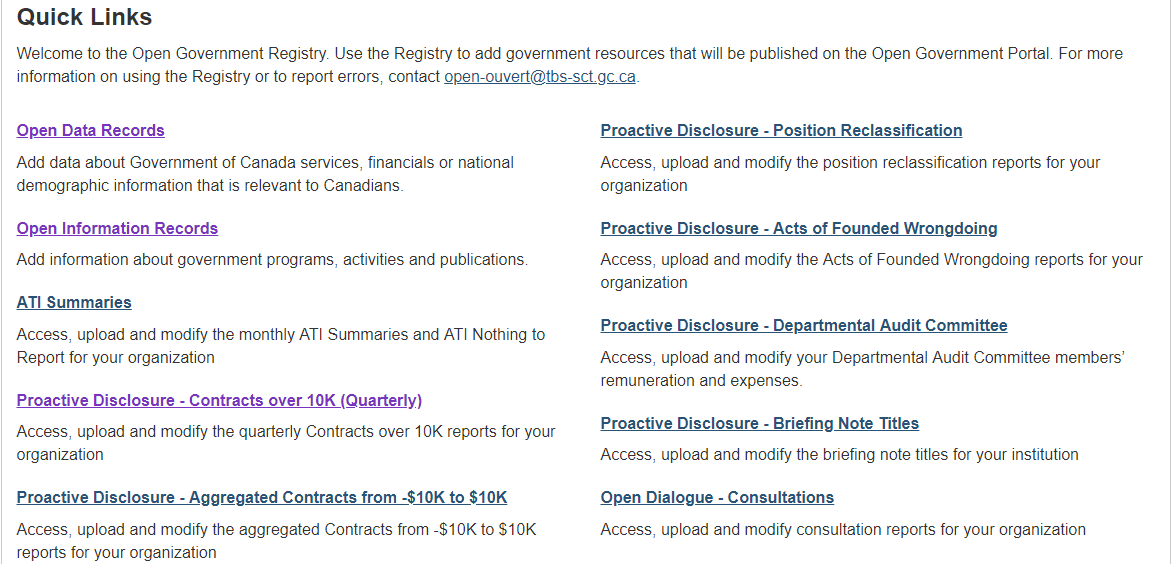 Quick Links
Welcome to the Open Government Registry. Use the Registry to add government resources that will be published on the Open Government Portal. For more
information on using the Registry or to report errors, contact open-ouvert@tbs-sct.gc.ca.
Open Data Records
Add data about Government of Canada services, financials or national
demographic information that is relevant to Canadians.
Open Information Records
Add information about government programs, activities and publications.
ATI Summaries
Access, upload and modify the monthly ATI Summaries and ATI Nothing to
Report for your organization
Proactive Disclosure - Contracts over 10K (Quarterly)
Access, upload and modify the quarterly Contracts over 10K reports for your
organization
Proactive Disclosure - Aggregated Contracts from -$10K to $10K
Access, upload and modify the aggregated Contracts from -$10K to $10K
reports for your organization
Proactive Disclosure - Position Reclassification
Access, upload and modify the position reclassification reports for your
organization
Proactive Disclosure - Acts of Founded Wrongdoing
Access, upload and modify the Acts of Founded Wrongdoing reports for your
organization
Proactive Disclosure - Departmental Audit Committee
Access, upload and modify your Departmental Audit Committee members’
remuneration and expenses.
Proactive Disclosure - Briefing Note Titles
Access, upload and modify the briefing note titles for your institution
Open Dialogue - Consultations
Access, upload and modify consultation reports for your organization